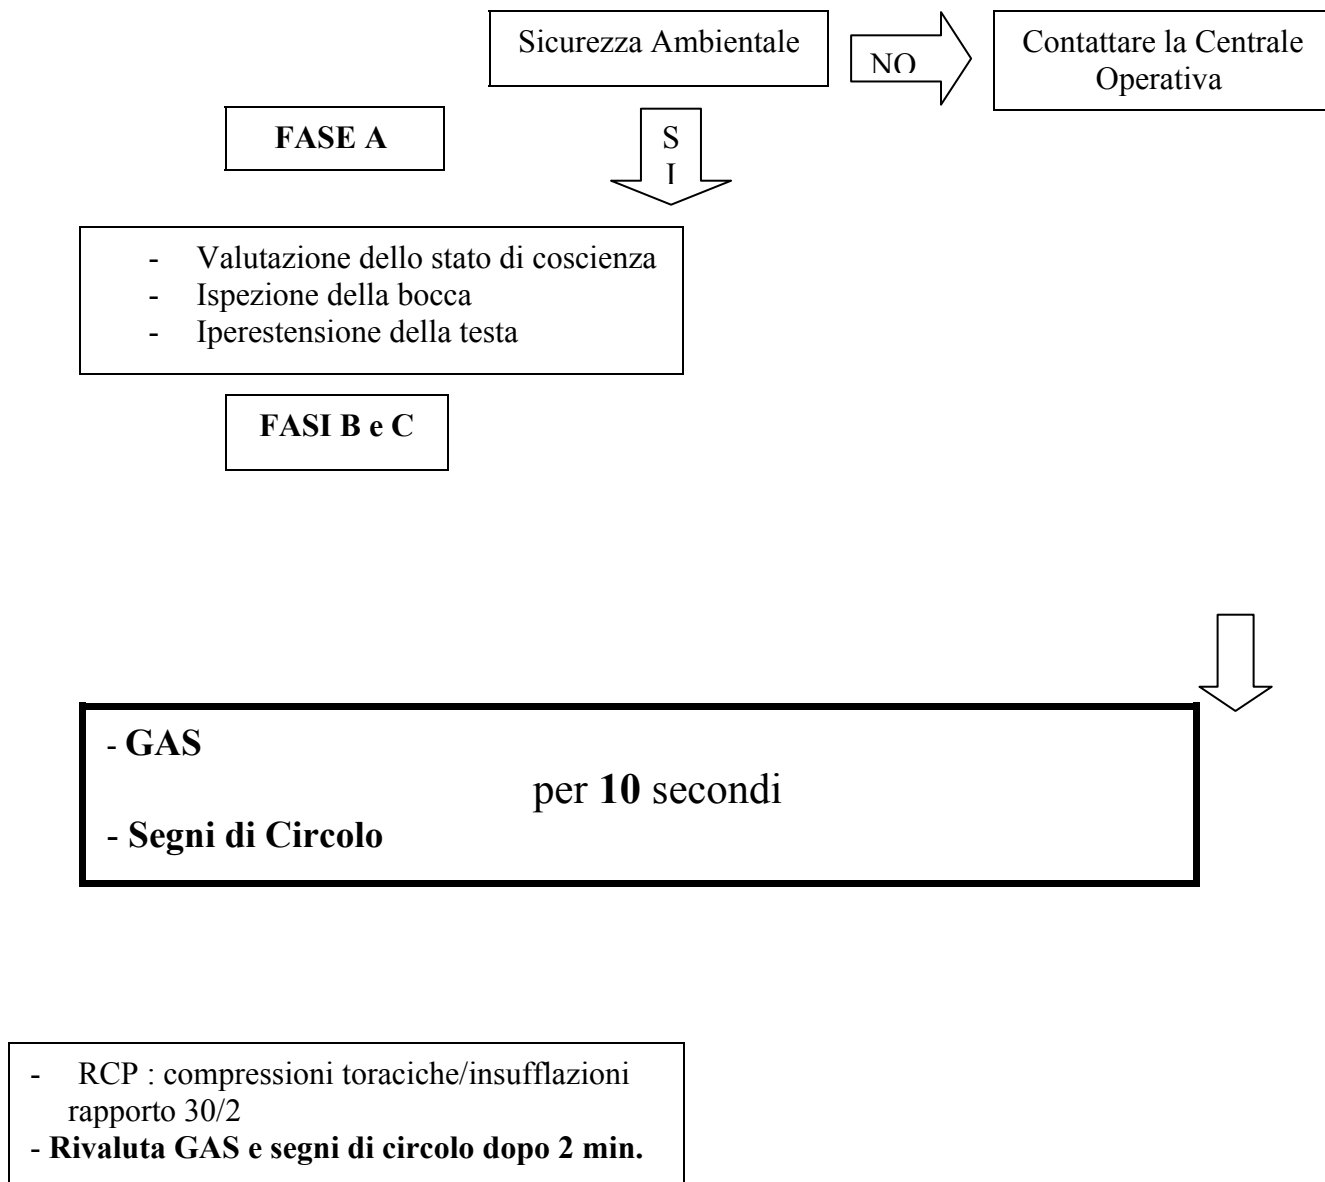 Sicurezza Ambientale
NO
Contattare la Centrale
Operativa
FASE A
S
I
- Valutazione dello stato di coscienza
- Ispezione della bocca
- Iperestensione della testa
FASI B e C
- GAS
per 10 secondi
- Segni di Circolo
- RCP : compressioni toraciche/insufflazioni
rapporto 30/2
- Rivaluta GAS e segni di circolo dopo 2 min.